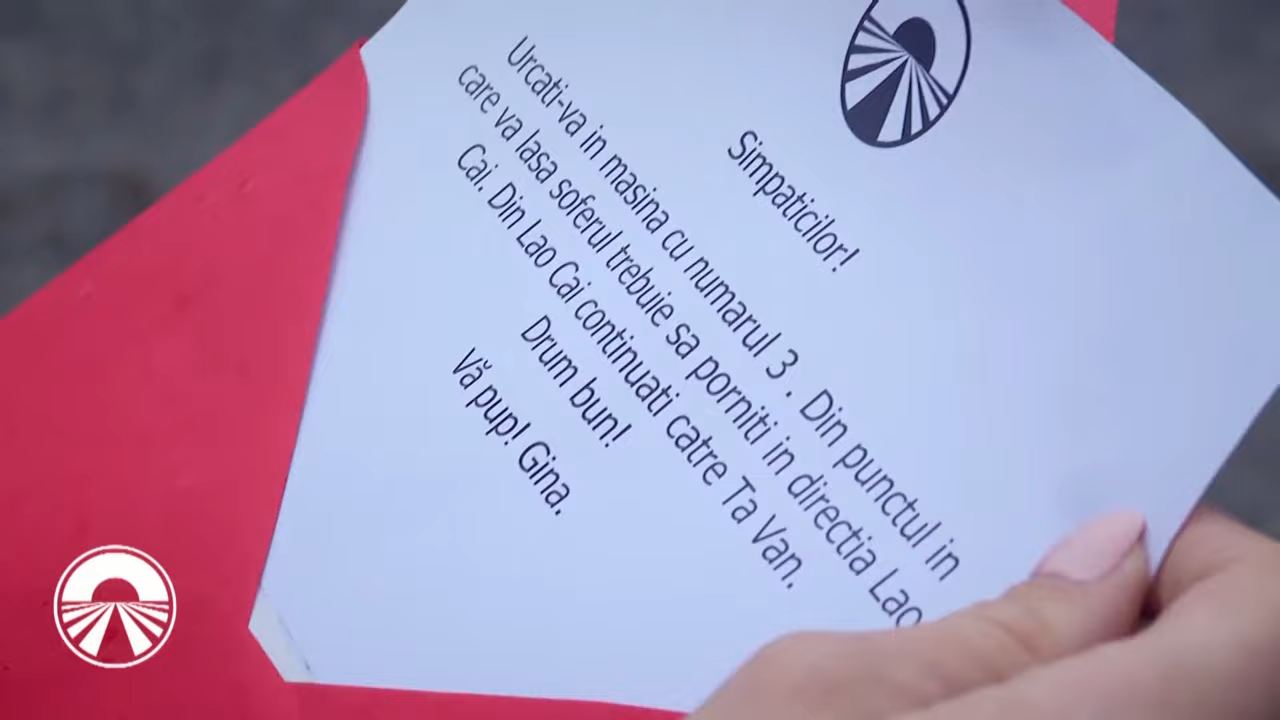 Simpaticilor!
Urcati-va in masina cu numarul 3 . Din punctul in
care va lasa soferul trebuie sa porniti in directia Lao
Cai. Din Lao Cai continuati catre Ta Van.
Drum bun!
Vă pup! Gina.